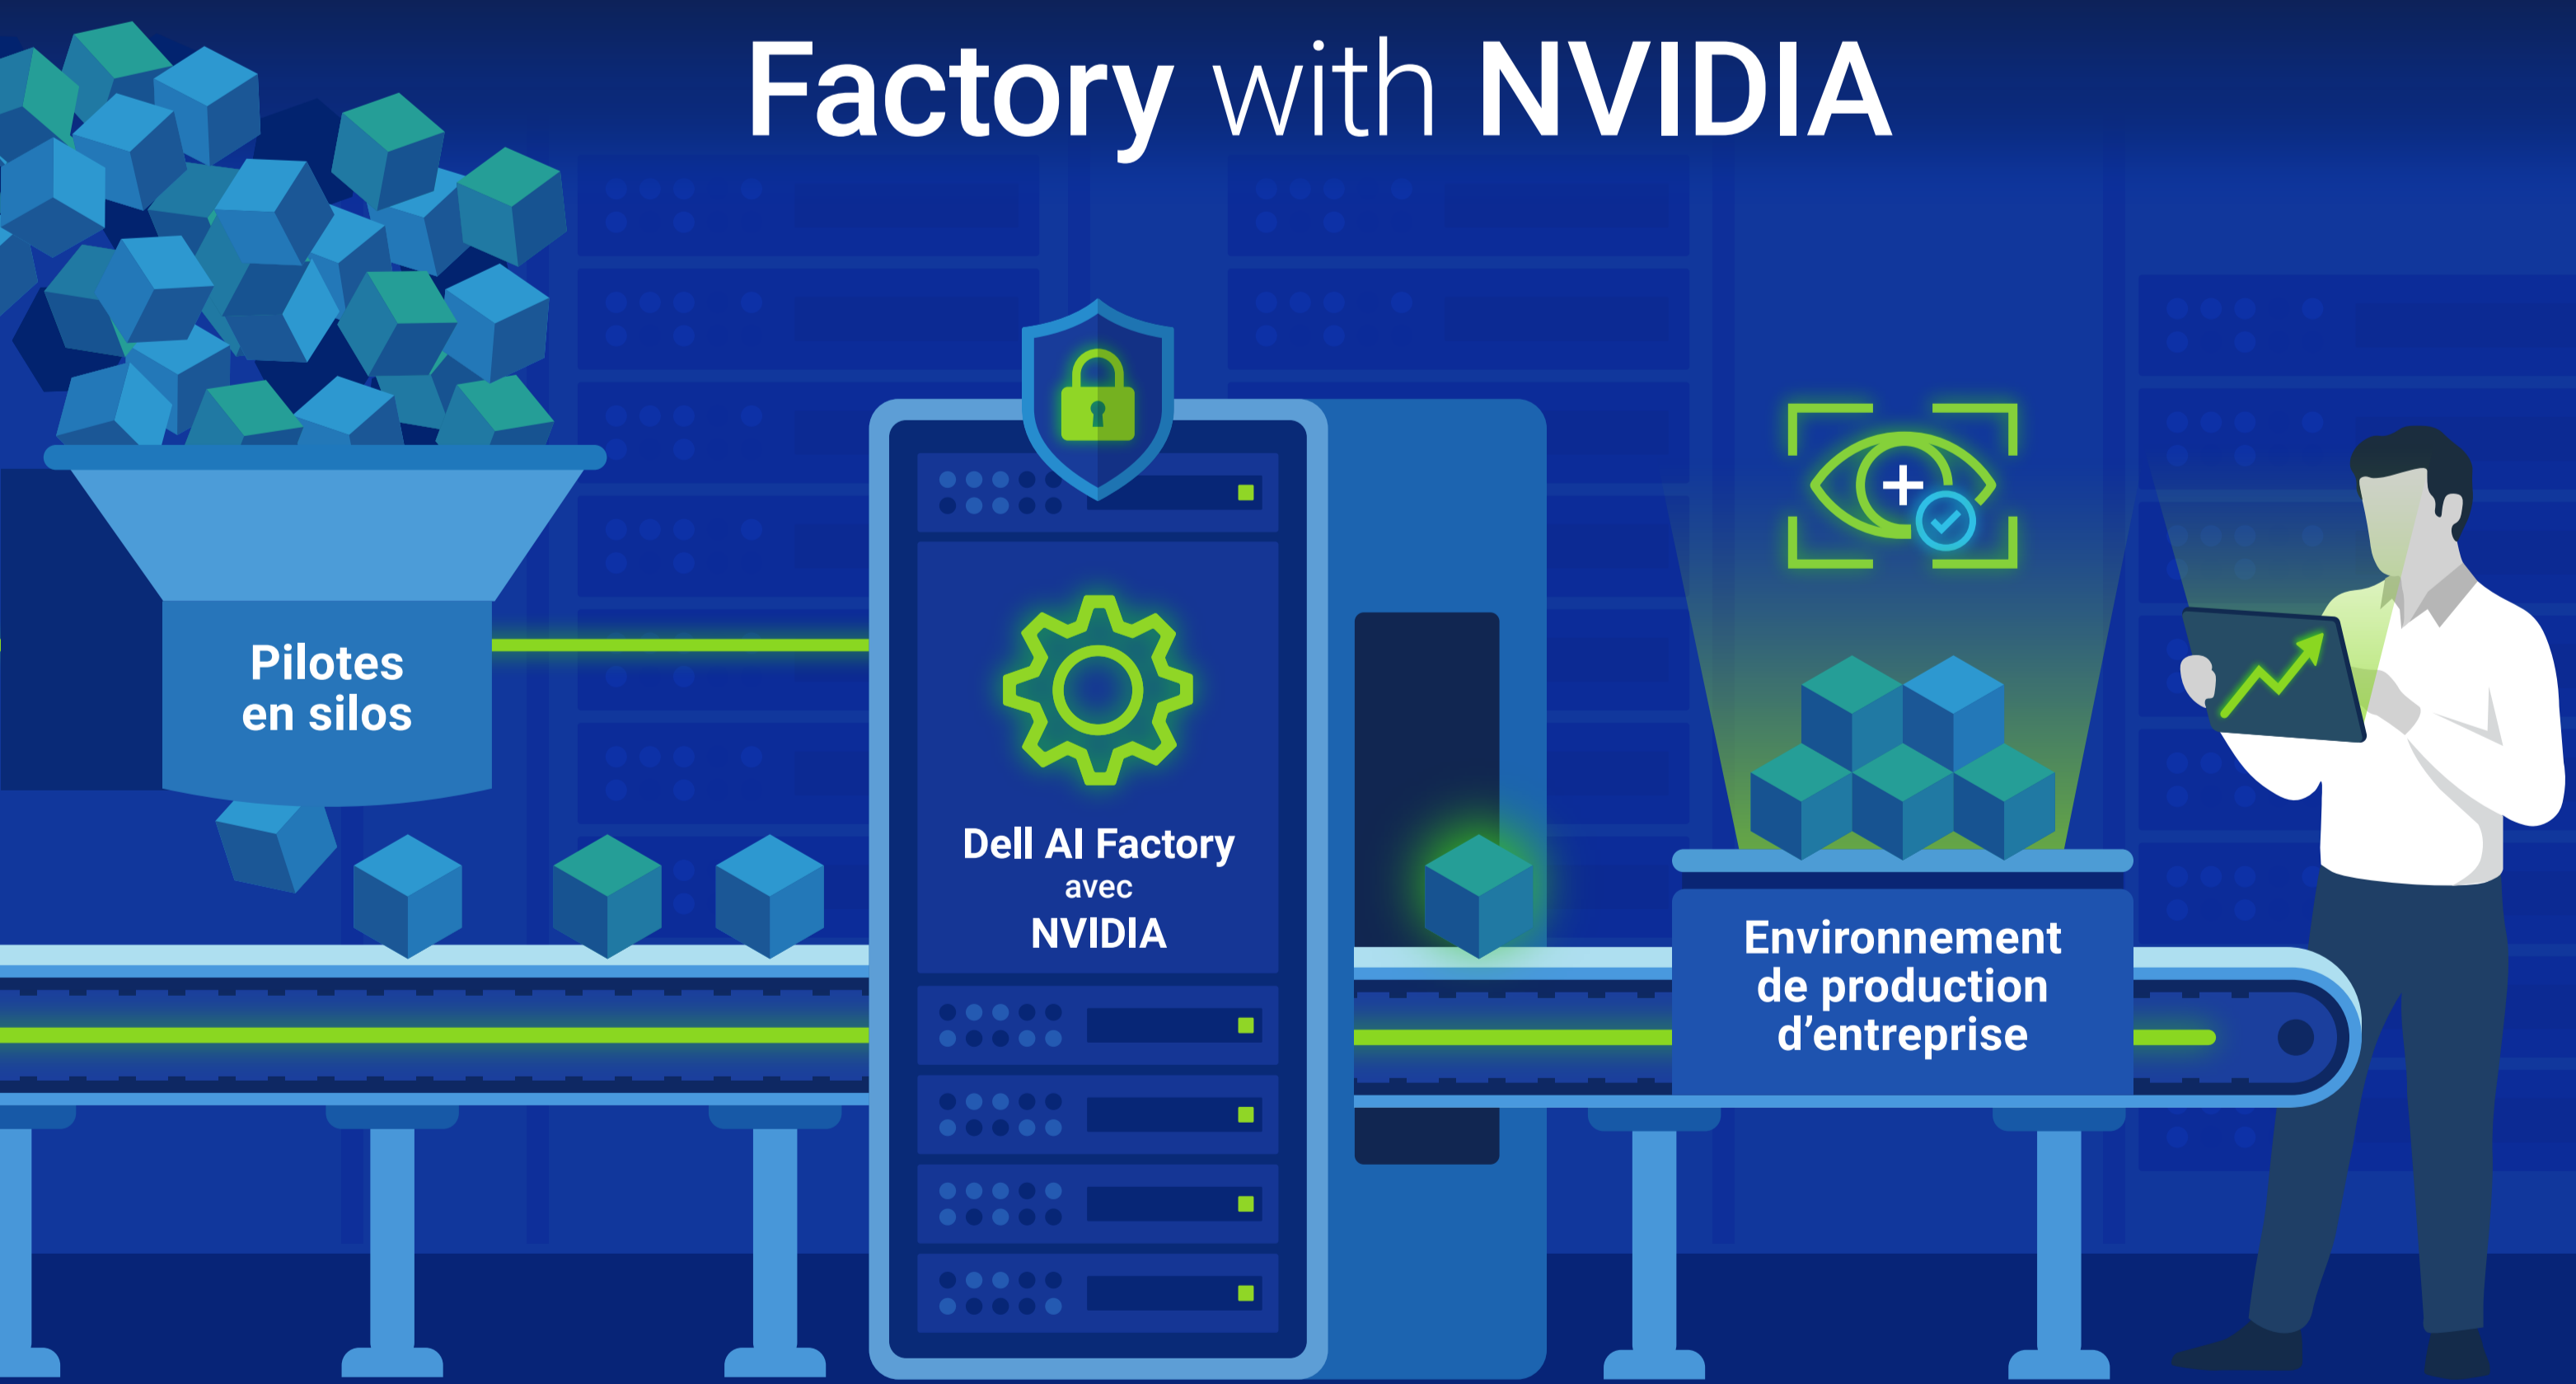 Factory with NVIDIA
Pilotes
en silos
Dell AI Factory
avec
NVIDIA
Environnement
de production
d’entreprise